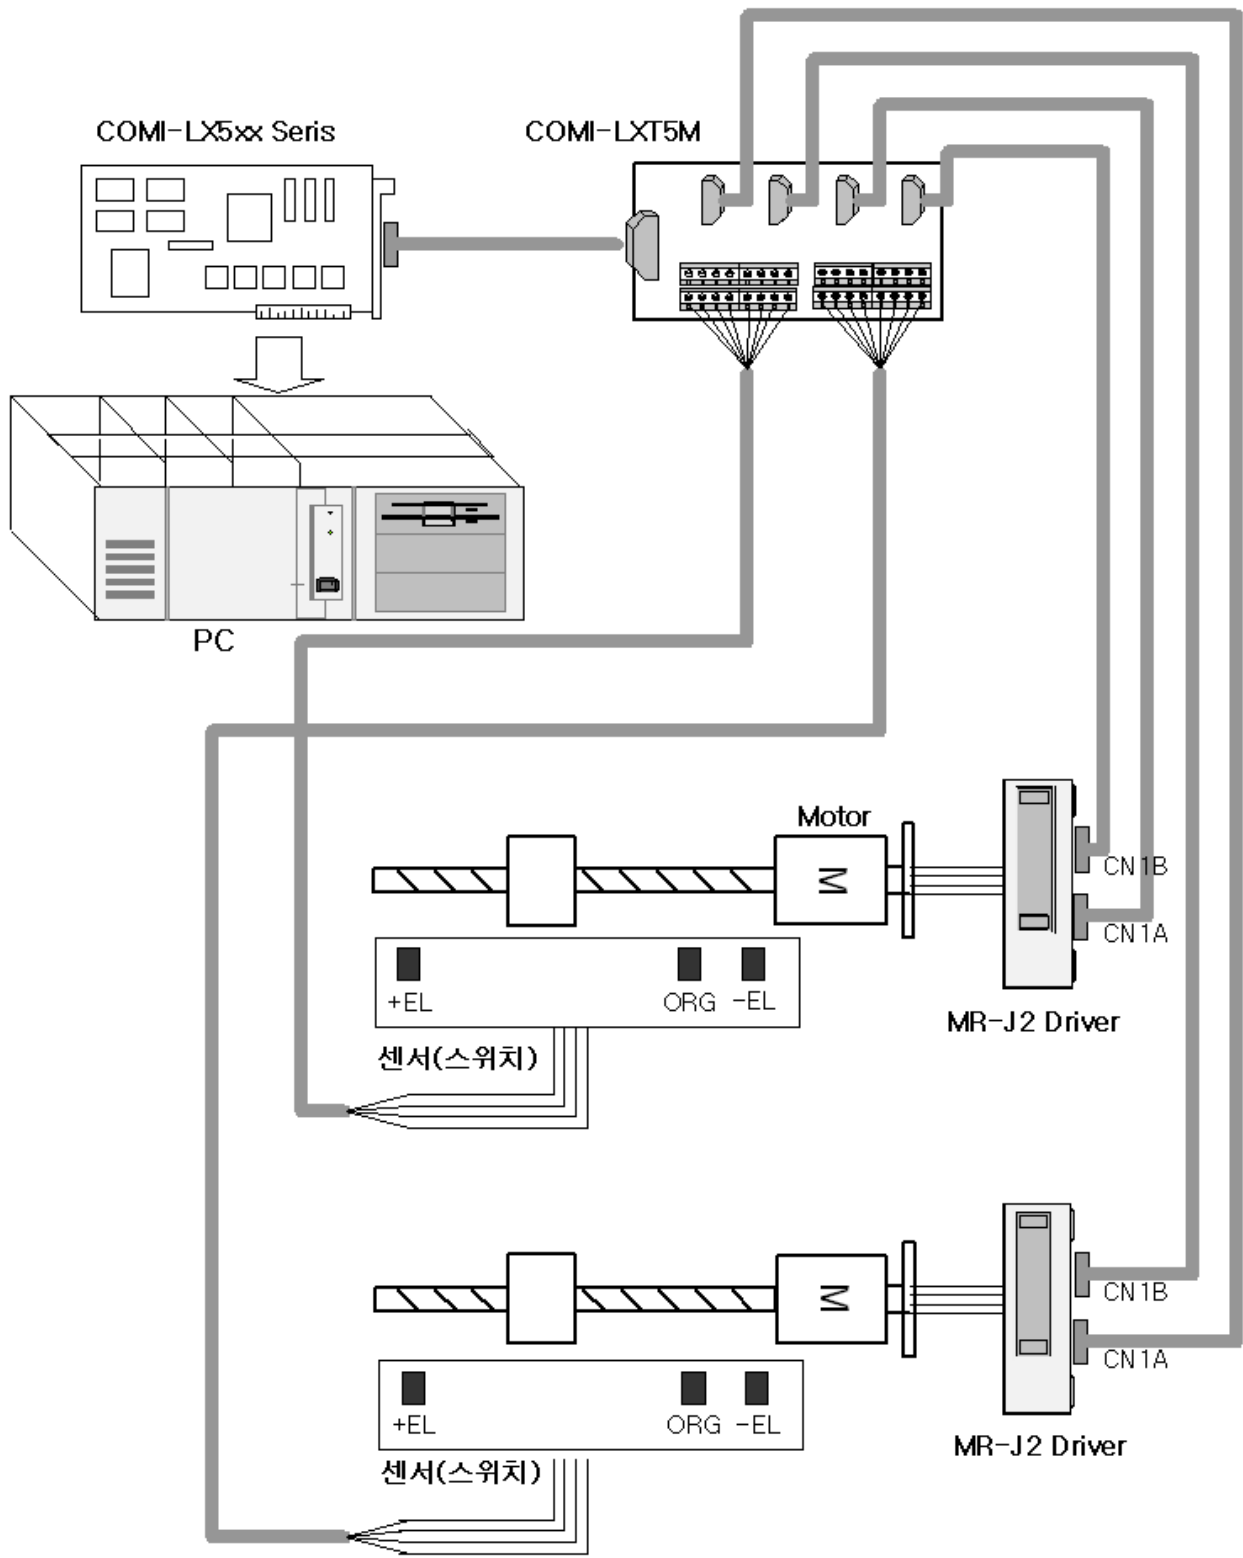 COMI-LX5xx Seris
COMI-LXT5M
PC
Motor
M
CN1B
CN1A
+EL
ORG
-EL
MR-J2 Driver
센서(스위치)
M
CN1B
CN1A
+EL
ORG
-EL
MR-J2 Driver
센서(스위치)